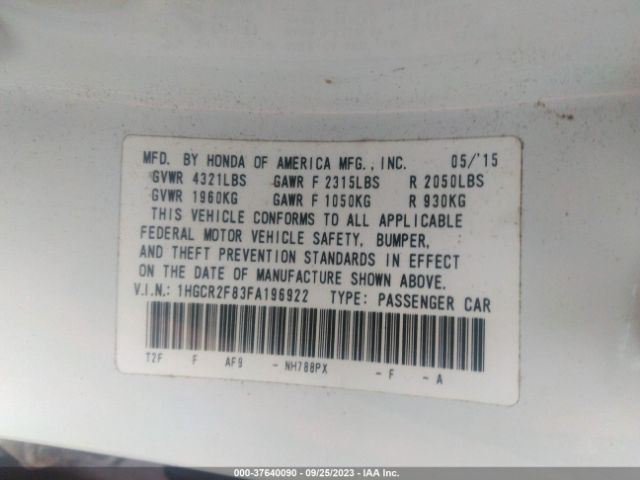 MFD. BY HONDA OF AMERICA MFG., INC. 05/'15
GVWR 4321LBS GAWR F 2315LBS R 2050LBS
GVWR 1960KG GAWR F 1050KG R 930KG
THIS VEHICLE CONFORMS TO ALL APPLICABLE
FEDERAL MOTOR VEHICLE SAFETY, BUMPER,
AND THEFT PREVENTION STANDARDS IN EFFECT
ON THE DATE OF MANUFACTURE SHOWN ABOVE.
V.I.N.: 1HGCR2F83FA196922 TYPE: PASSENGER CAR
T2F F AF9 - NH788PX - F - A
000-37640090 - 09/25/2023 - IAAI.COM